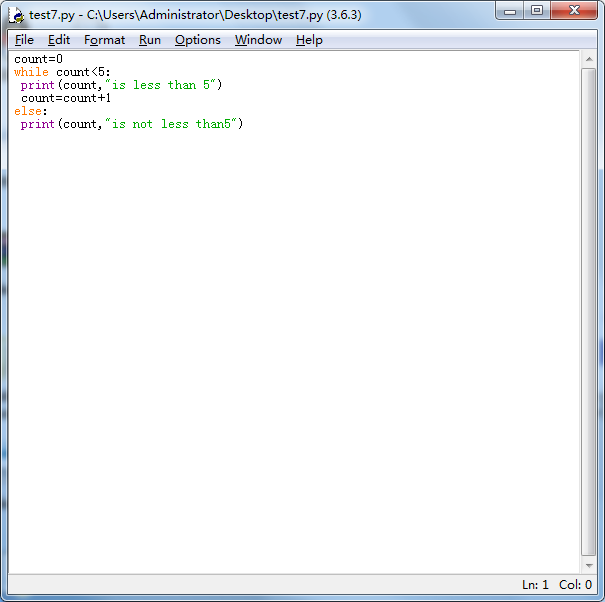 test7.py - C:\Users\Administrator\Desktop\test7.py (3.6.3)
File Edit Format Run Options Window Help
count=0
while count<5:
 print(count,"is less than 5")
 count=count+1
else:
 print(count,"is not less than5")
Ln: 1 Col: 0